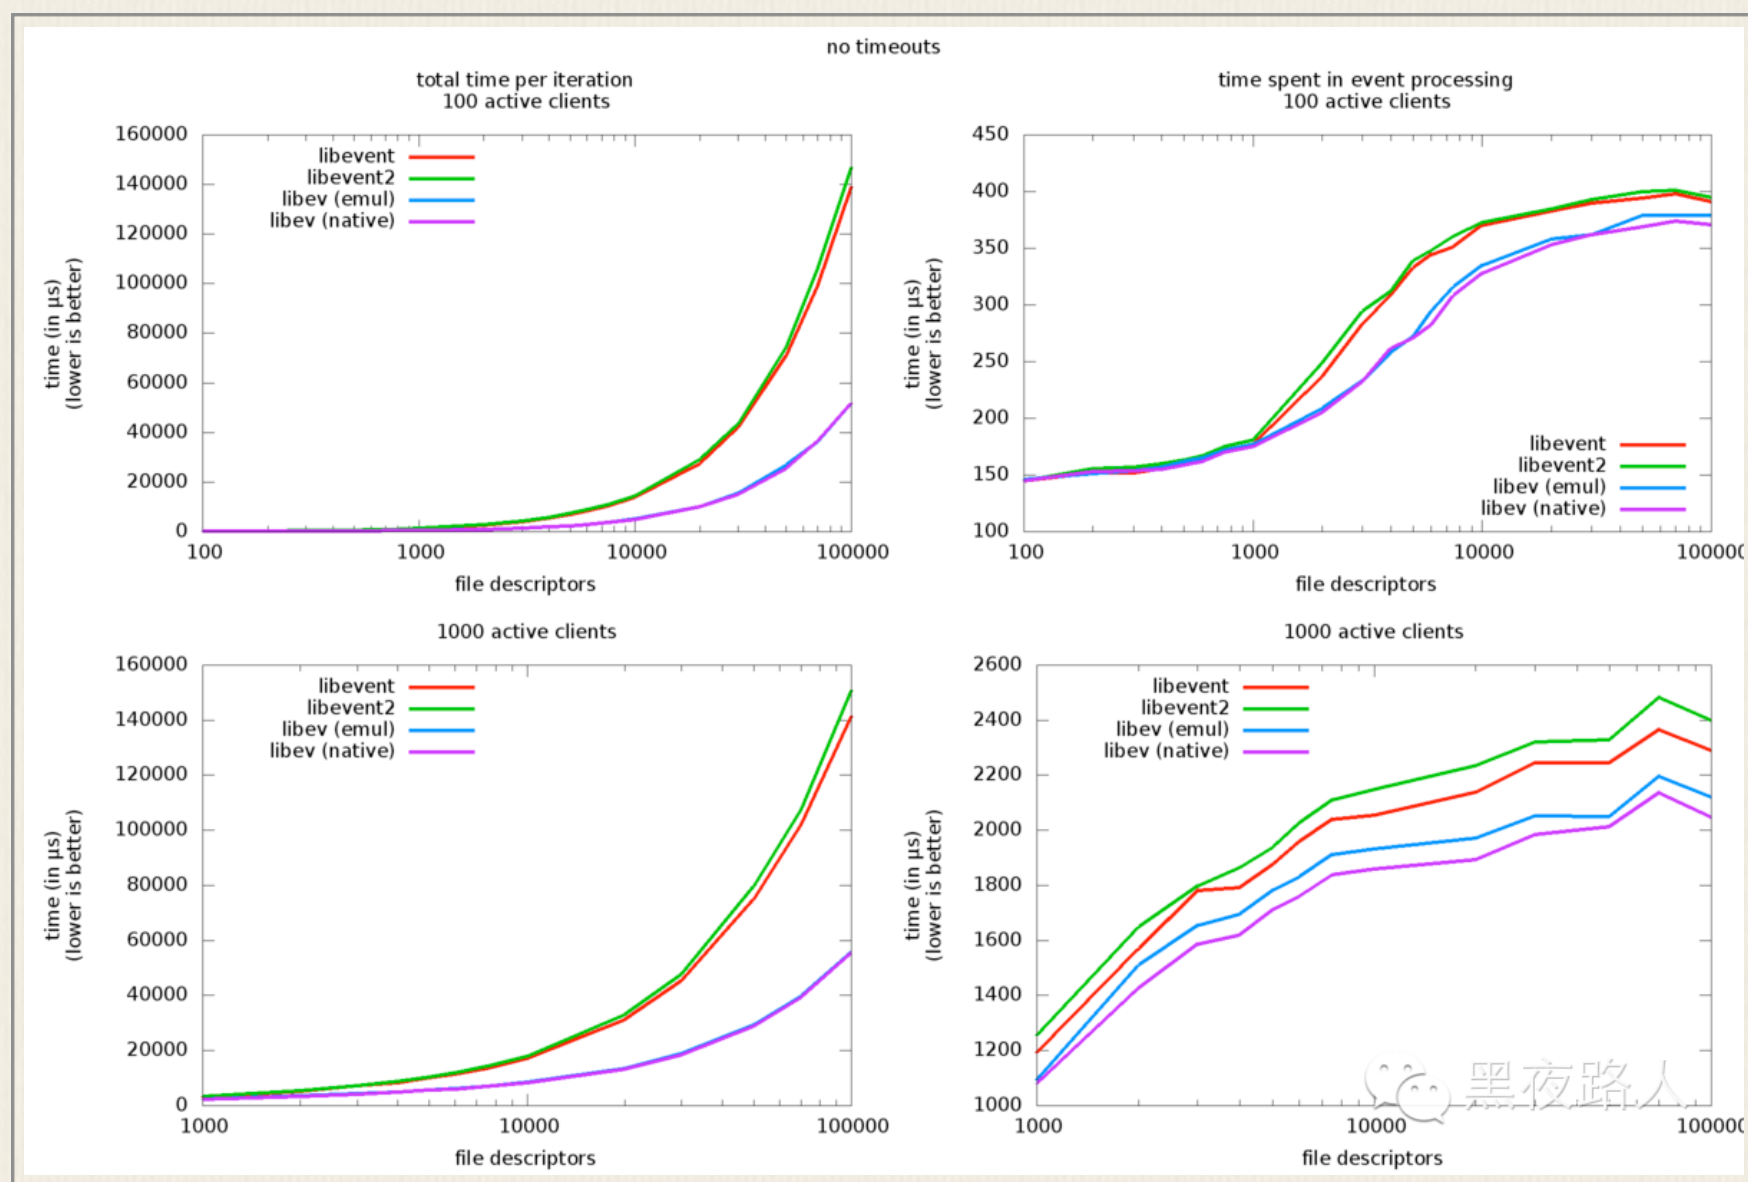 no timeouts
total time per iteration
100 active clients
160000
140000
120000
100000
80000
60000
40000
20000
0
time (in µs)
(lower is better)
libevent
libevent2
libev (emul)
libev (native)
100
1000
10000
100000
file descriptors
time spent in event processing
100 active clients
450
400
350
300
250
200
150
100
time (in µs)
(lower is better)
libevent
libevent2
libev (emul)
libev (native)
100
1000
10000
100000
file descriptors
1000 active clients
160000
140000
120000
100000
80000
60000
40000
20000
0
time (in µs)
(lower is better)
libevent
libevent2
libev (emul)
libev (native)
1000
10000
100000
file descriptors
1000 active clients
2600
2400
2200
2000
1800
1600
1400
1200
1000
time (in µs)
(lower is better)
libevent
libevent2
libev (emul)
libev (native)
1000
10000
100000
file descriptors
黑夜路人